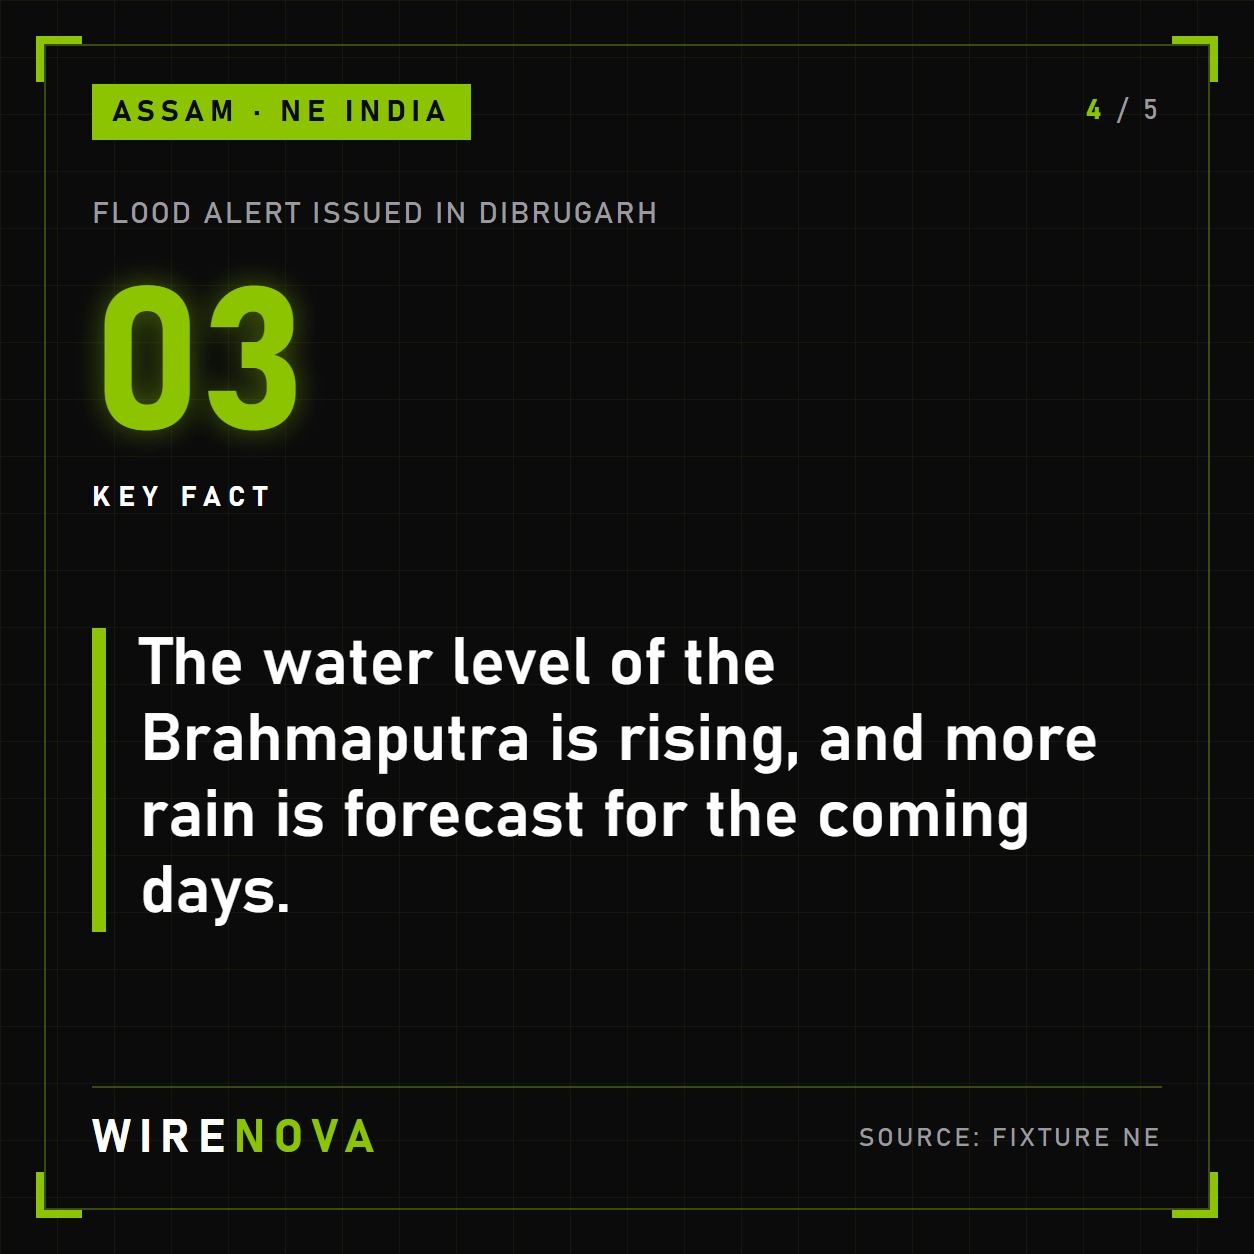 ASSAM · NE INDIA
4 / 5
FLOOD ALERT ISSUED IN DIBRUGARH
03
KEY FACT
The water level of the
Brahmaputra is rising, and more
rain is forecast for the coming
days.
WIRENOVA
SOURCE: FIXTURE NE